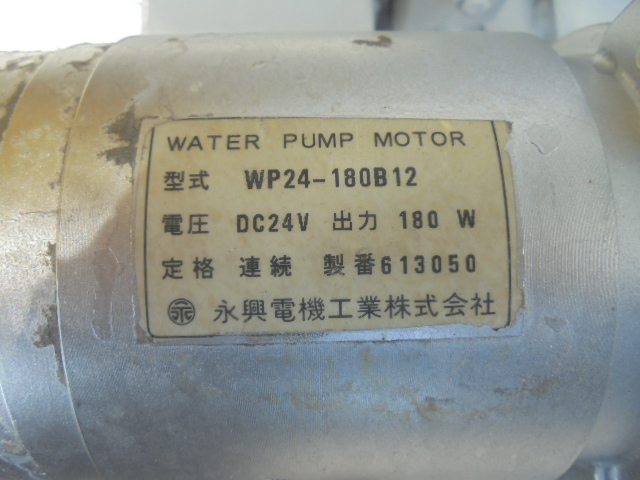 WATER PUMP MOTOR
型式 WP24-180B12
電圧 DC24V 出力 180 W
定格 連続 製番613050
永興電機工業株式会社